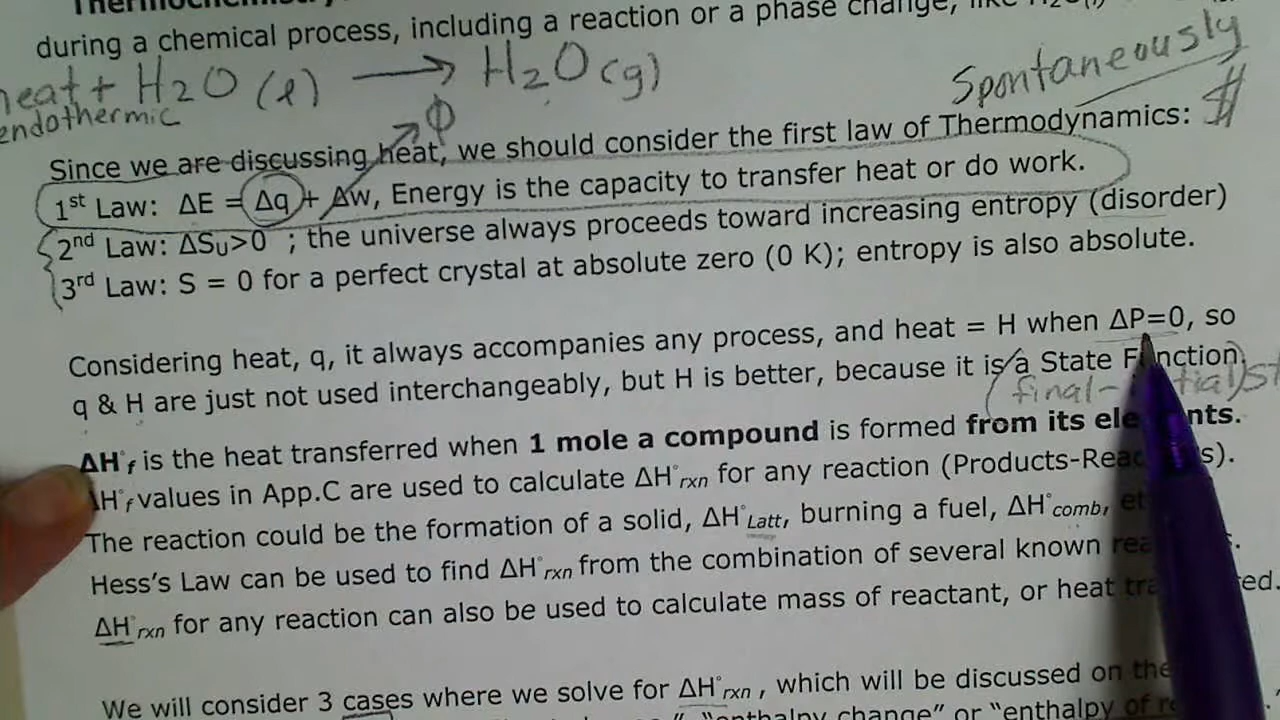 during a chemical process, including a reaction or a phase change, like H₂O(l)
heat + H₂O (l) ⟶ H₂O (g)
endothermic
Spontaneously
Φ
Since we are discussing heat, we should consider the first law of Thermodynamics:
1st Law: ΔE = Δq + Δw, Energy is the capacity to transfer heat or do work.
2nd Law: ΔSU>0 ; the universe always proceeds toward increasing entropy (disorder)
3rd Law: S = 0 for a perfect crystal at absolute zero (0 K); entropy is also absolute.
Considering heat, q, it always accompanies any process, and heat = H when ΔP=0, so
q & H are just not used interchangeably, but H is better, because it is a State Function.
final-
ΔH°f is the heat transferred when 1 mole a compound is formed from its
ΔH°f values in App.C are used to calculate ΔH°rxn for any reaction
The reaction could be the formation of a solid, ΔH°Latt, burning a fuel, ΔH°comb,
Hess's Law can be used to find ΔH°rxn from the combination of several known
ΔH°rxn for any reaction can also be used to calculate mass of reactant, or heat
We will consider 3 cases where we solve for ΔH°rxn, which will be discussed on the
"enthalpy change" or "enthalpy of